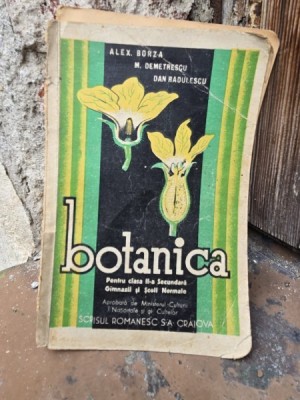 ALEX. BORZA
M. DEMETRESCU
DAN RADULESCU
botanica
Pentru clasa II-a Secundară
Gimnazii și Școli Normale
Aprobată de Ministerul Culturii
Naționale și al Cultelor
SCRISUL ROMANESC S·A CRAIOVA